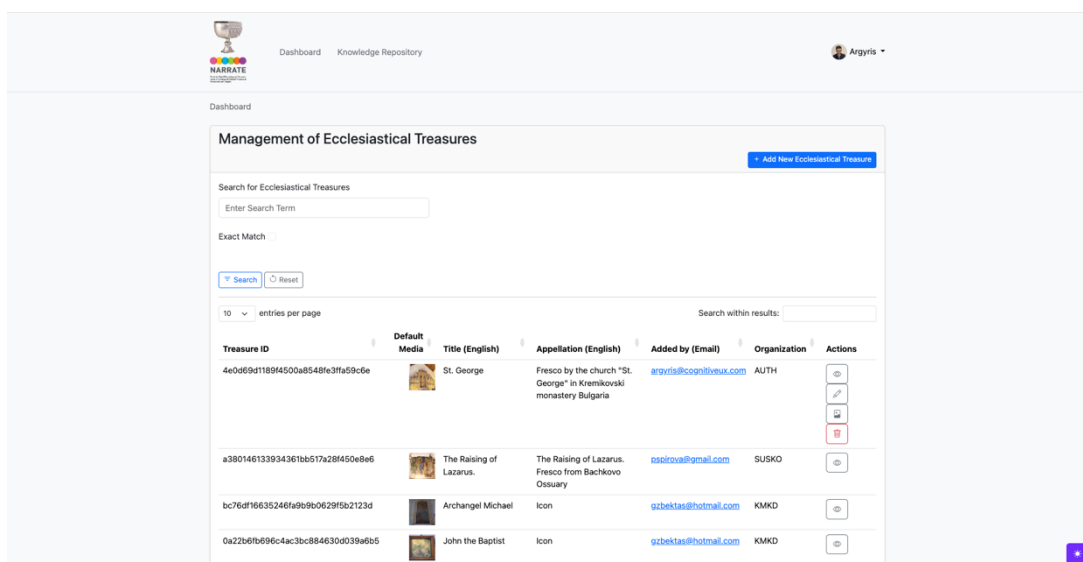 NARRATE
Dashboard Knowledge Repository
Argyris
Dashboard
Management of Ecclesiastical Treasures
+ Add New Ecclesiastical Treasure
Search for Ecclesiastical Treasures
Enter Search Term
Exact Match
Search Reset
10 entries per page
Search within results:
Treasure ID Default Media Title (English) Appellation (English) Added by (Email) Organization Actions
4e0d69d1189f4500a8548fe3ffa59c6e St. George Fresco by the church "St. argyris@cognitiveux.com AUTH
George" in Kremikovski
monastery Bulgaria
a380146133934361bb517a28f450e8e6 The Raising of The Raising of Lazarus. pspirova@gmail.com SUSKO
Lazarus. Fresco from Bachkovo
Ossuary
bc76df16635246fa9b9b0629f5b2123d Archangel Michael Icon gzbektas@hotmail.com KMKD
0a22b6fb696c4ac3bc884630d039a6b5 John the Baptist Icon gzbektas@hotmail.com KMKD